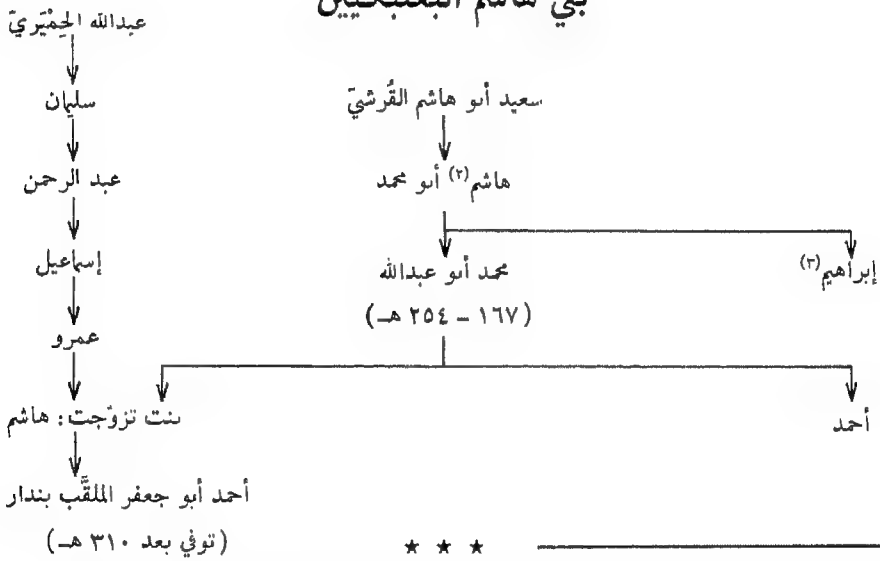 بني هاشم البعلبكيين
عبدالله الحِمْيَريّ
سعيد أبو هاشم القُرشيّ
سليمان
هاشم(٢) أبو محمد
عبد الرحمن
إبراهيم(٣)
محمد أبو عبدالله
إسماعيل
(١٦٧ – ٢٥٤ هـ)
عمرو
أحمد
بنت تزوّجت: هاشم
أحمد أبو جعفر الملقَّب بندار
(توفي بعد ٣١٠ هـ)
★ ★ ★